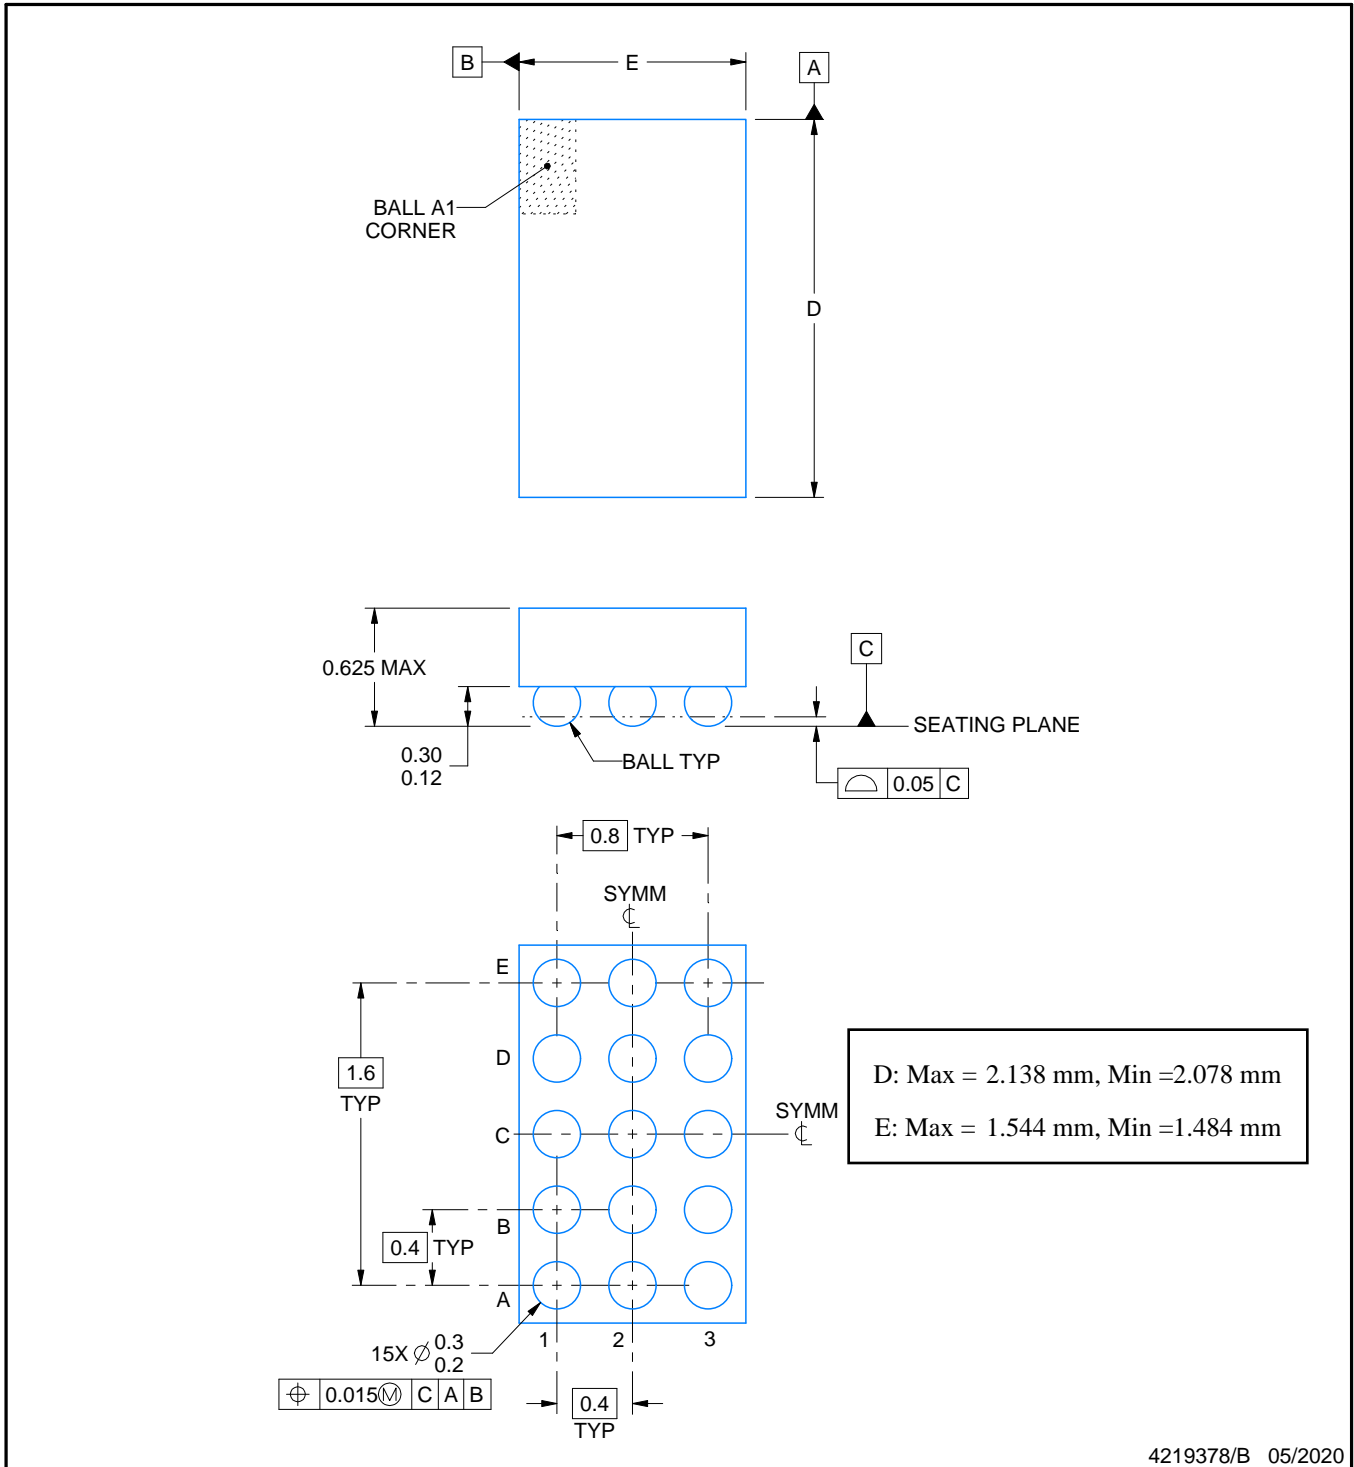 B
E
A
BALL A1
CORNER
D
0.625 MAX
C
SEATING PLANE
0.30
0.12
BALL TYP
0.05 C
0.8 TYP
SYMM
E
D
1.6
TYP
C
SYMM
D: Max = 2.138 mm, Min =2.078 mm
E: Max = 1.544 mm, Min =1.484 mm
B
0.4 TYP
A
1 2 3
15X ⌀ 0.3
0.2
⌖ 0.015Ⓜ C A B
0.4
TYP
4219378/B 05/2020